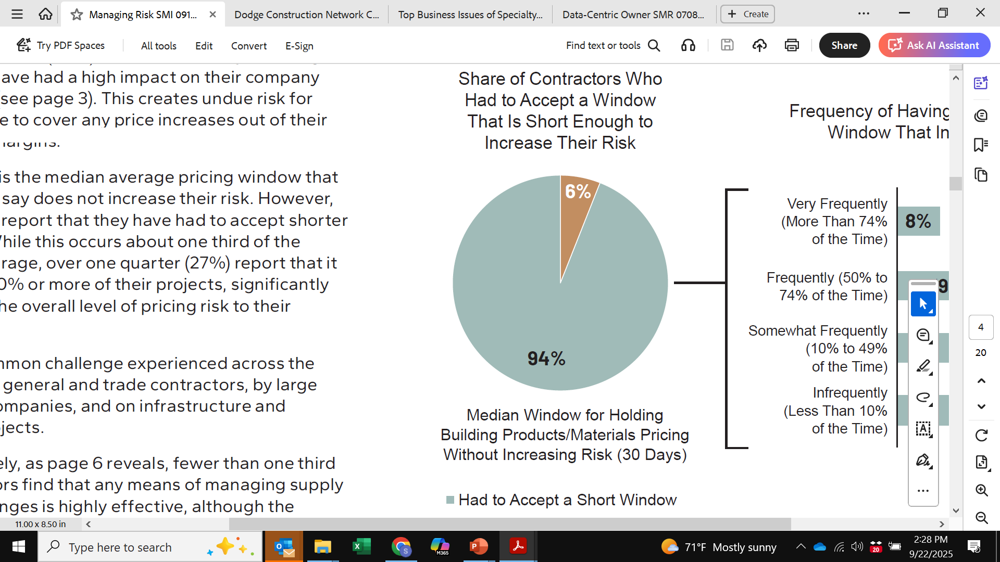 Managing Risk SMI 091...
Dodge Construction Network C...
Top Business Issues of Specialty...
Data-Centric Owner SMR 0708...
Create
Try PDF Spaces
All tools
Edit
Convert
E-Sign
Find text or tools
Share
Ask AI Assistant
ave had a high impact on their company
(see page 3). This creates undue risk for
e to cover any price increases out of their
margins.
is the median average pricing window that
say does not increase their risk. However,
report that they have had to accept shorter
While this occurs about one third of the
rage, over one quarter (27%) report that it
0% or more of their projects, significantly
he overall level of pricing risk to their
mmon challenge experienced across the
general and trade contractors, by large
ompanies, and on infrastructure and
jects.
ely, as page 6 reveals, fewer than one third
ors find that any means of managing supply
nges is highly effective, although the
Share of Contractors Who
Had to Accept a Window
That Is Short Enough to
Increase Their Risk
6%
94%
Median Window for Holding
Building Products/Materials Pricing
Without Increasing Risk (30 Days)
Had to Accept a Short Window
Frequency of Having
Window That In
Very Frequently
(More Than 74%
of the Time)
8%
Frequently (50% to
74% of the Time)
9
Somewhat Frequently
(10% to 49%
of the Time)
Infrequently
(Less Than 10%
of the Time)
4
20
11.00 x 8.50 in
Type here to search
M365
71°F Mostly sunny
20
2:28 PM
9/22/2025